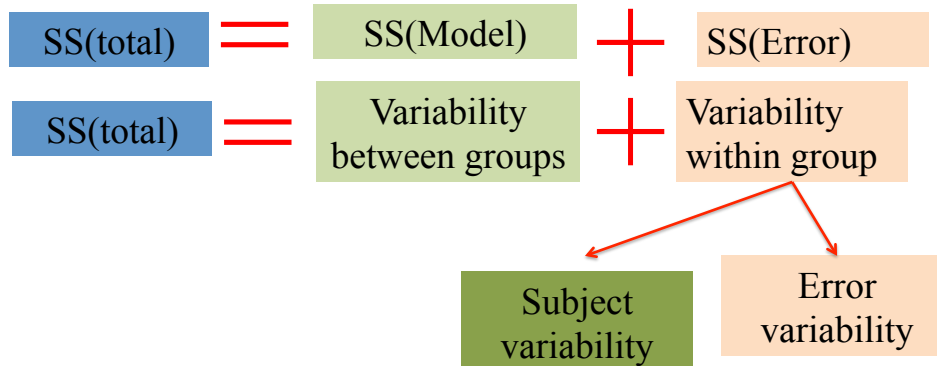 SS(total) = SS(Model) + SS(Error)
SS(total) = Variability between groups + Variability within group
Subject variability
Error variability